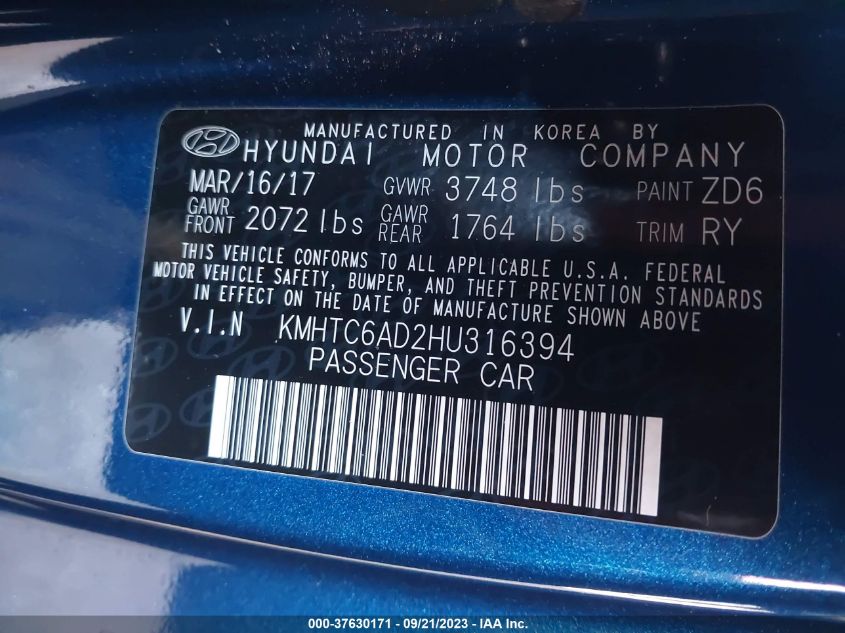 MANUFACTURED IN KOREA BY
HYUNDAI MOTOR COMPANY
MAR/16/17 GVWR 3748 lbs PAINT ZD6
GAWR FRONT 2072 lbs GAWR REAR 1764 lbs TRIM RY
THIS VEHICLE CONFORMS TO ALL APPLICABLE U.S.A. FEDERAL
MOTOR VEHICLE SAFETY, BUMPER, AND THEFT PREVENTION STANDARDS
IN EFFECT ON THE DATE OF MANUFACTURE SHOWN ABOVE
V.I.N KMHTC6AD2HU316394
PASSENGER CAR
000-37630171 - 09/21/2023 - IAA Inc.